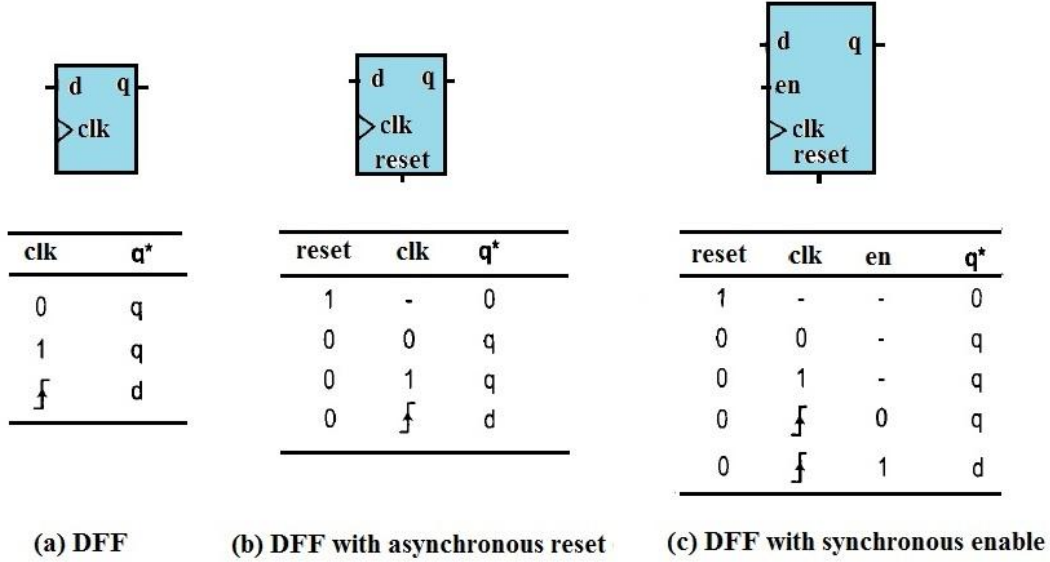 d q
clk
d q
clk
reset
d q
en
clk
reset
clk q*
0 q
1 q
d
reset clk q*
1 - 0
0 0 q
0 1 q
0 d
reset clk en q*
1 - - 0
0 0 - q
0 1 - q
0 0 q
0 1 d
(a) DFF
(b) DFF with asynchronous reset
(c) DFF with synchronous enable